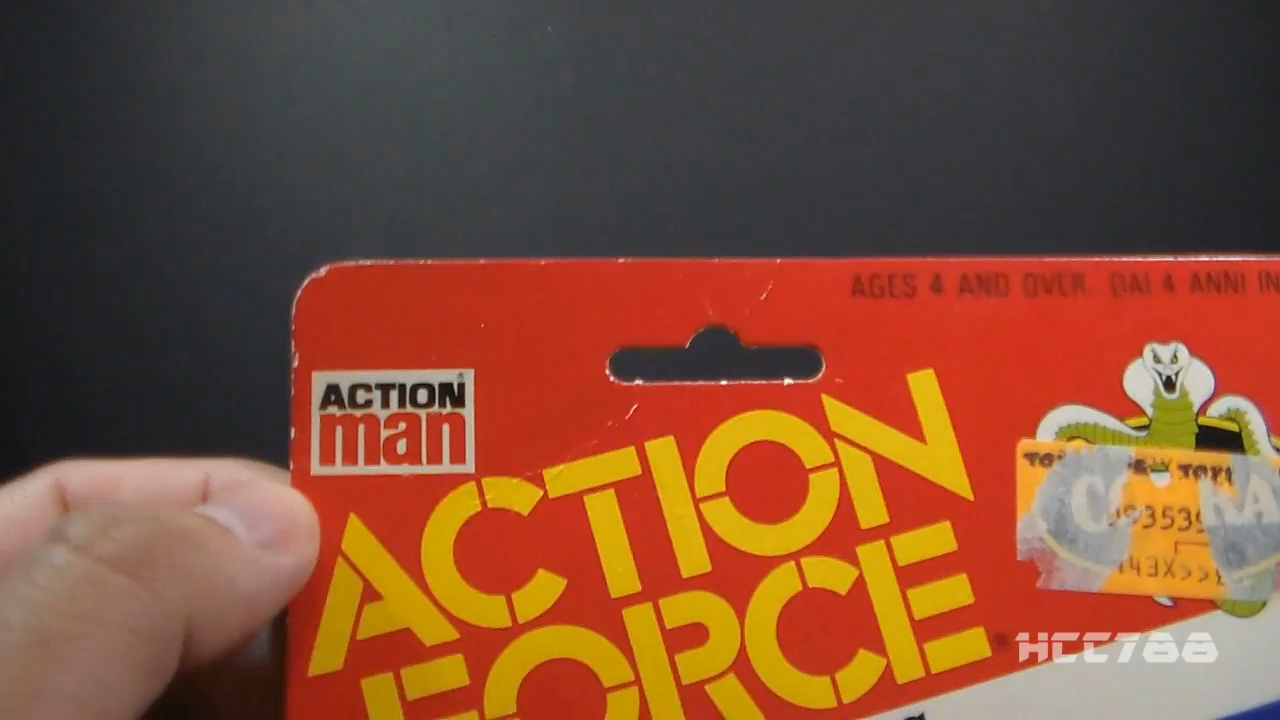 AGES 4 AND OVER DAI 4 ANNI IN
ACTION
man
ACTION
FORCE
HCC788